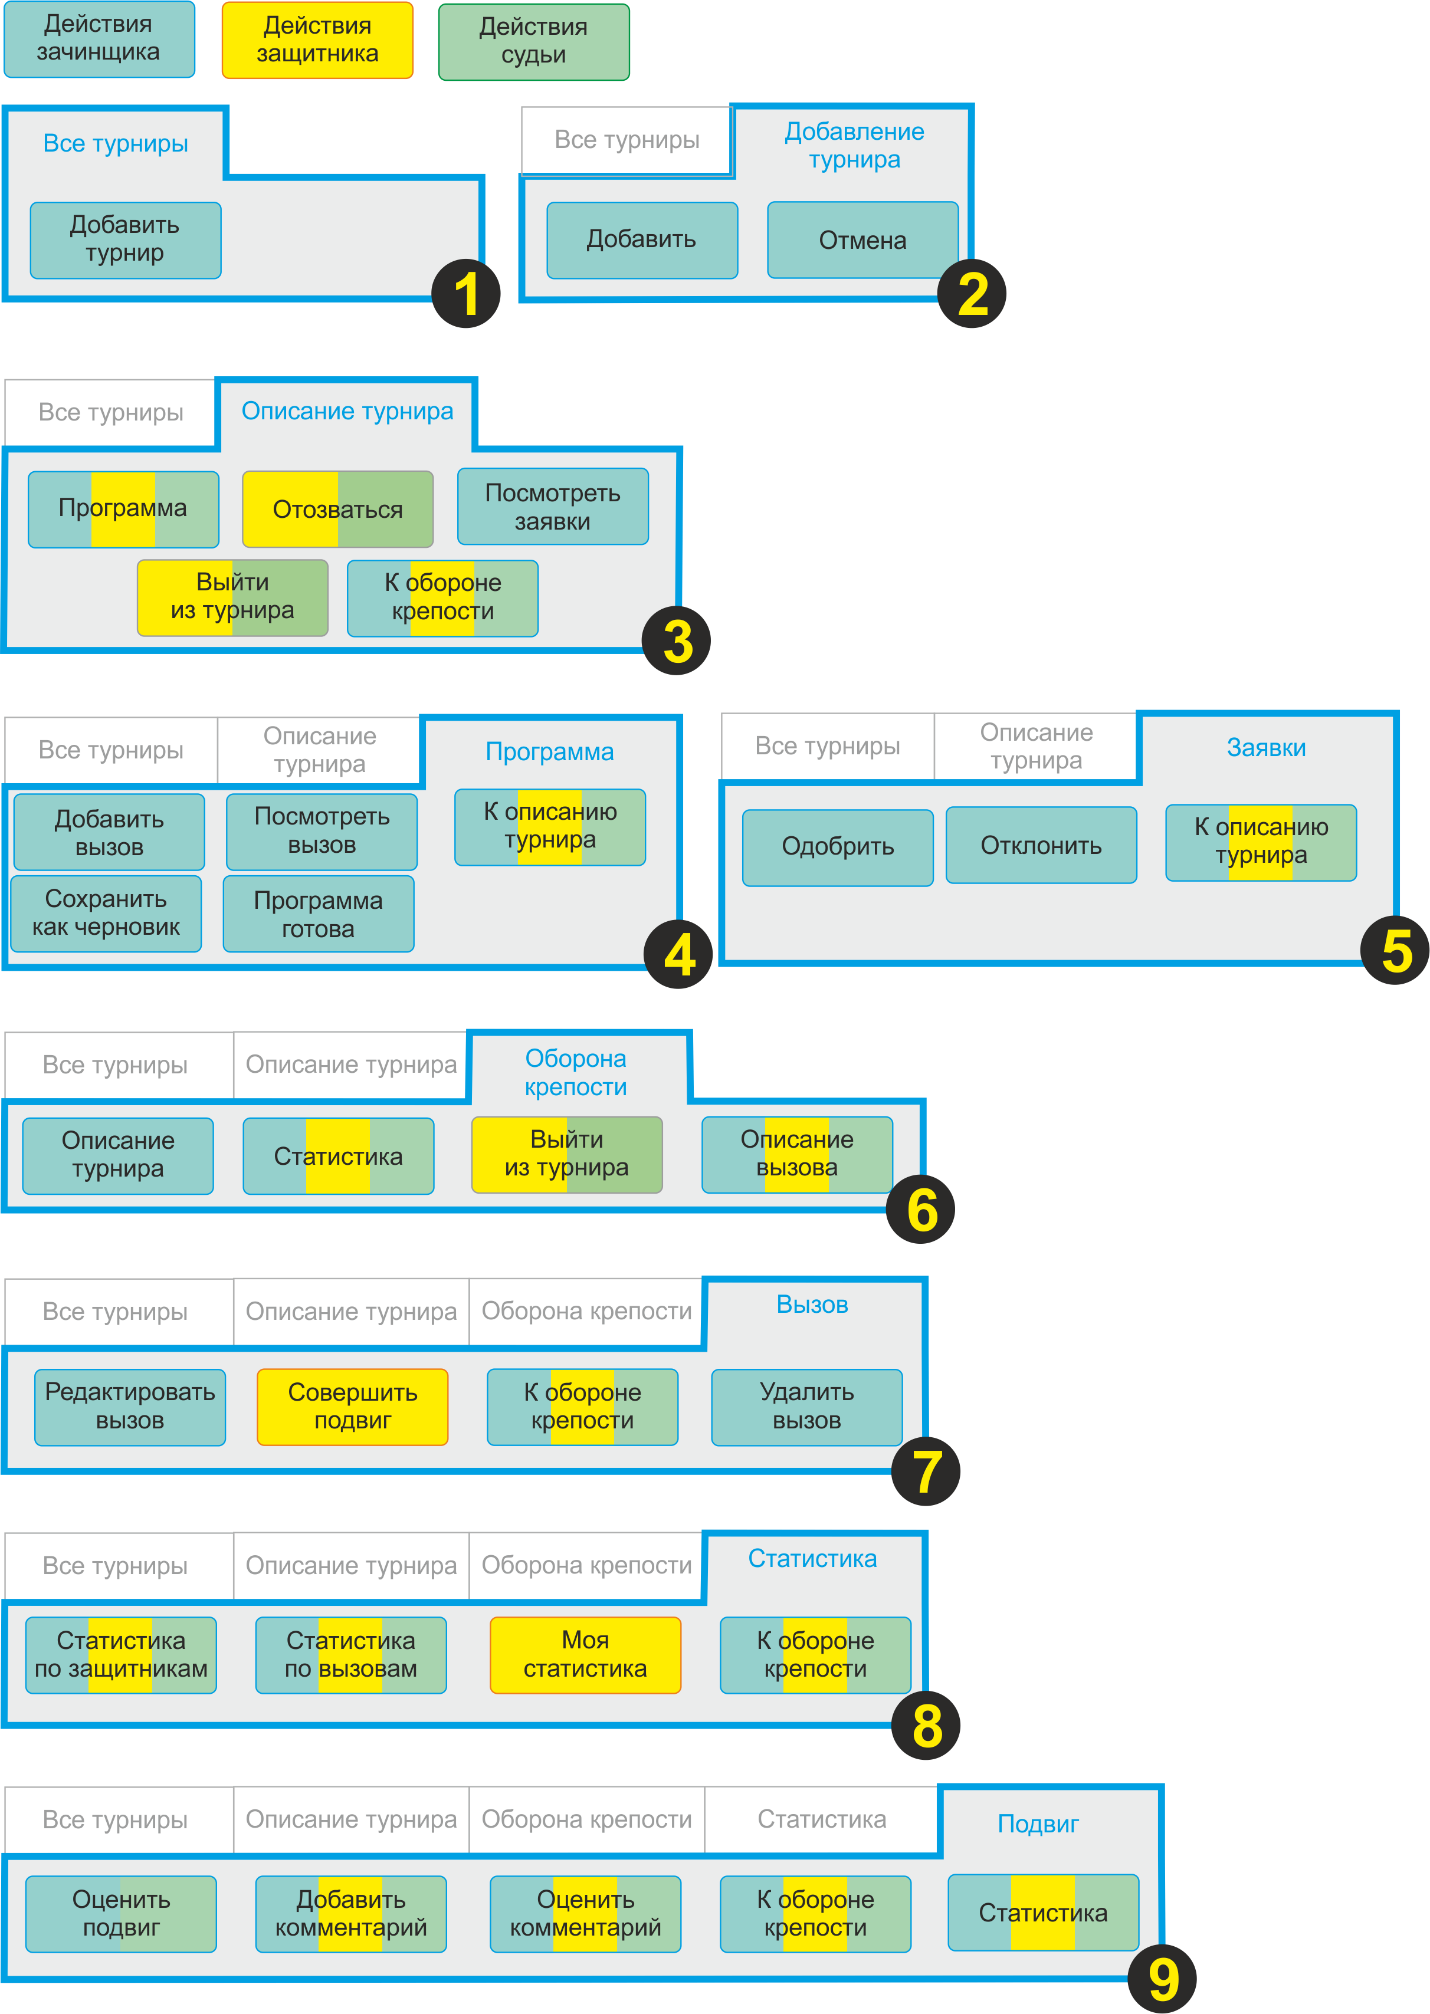 Действия
зачинщика
Действия
защитника
Действия
судьи
Все турниры
Добавить
турнир
1
Все турниры
Добавление
турнира
Добавить
Отмена
2
Все турниры
Описание турнира
Программа
Отозваться
Посмотреть
заявки
Выйти
из турнира
К обороне
крепости
3
Все турниры
Описание
турнира
Программа
Добавить
вызов
Посмотреть
вызов
К описанию
турнира
Сохранить
как черновик
Программа
готова
4
Все турниры
Описание
турнира
Заявки
Одобрить
Отклонить
К описанию
турнира
5
Все турниры
Описание турнира
Оборона
крепости
Описание
турнира
Статистика
Выйти
из турнира
Описание
вызова
6
Все турниры
Описание турнира
Оборона крепости
Вызов
Редактировать
вызов
Совершить
подвиг
К обороне
крепости
Удалить
вызов
7
Все турниры
Описание турнира
Оборона крепости
Статистика
Статистика
по защитникам
Статистика
по вызовам
Моя
статистика
К обороне
крепости
8
Все турниры
Описание турнира
Оборона крепости
Статистика
Подвиг
Оценить
подвиг
Добавить
комментарий
Оценить
комментарий
К обороне
крепости
Статистика
9